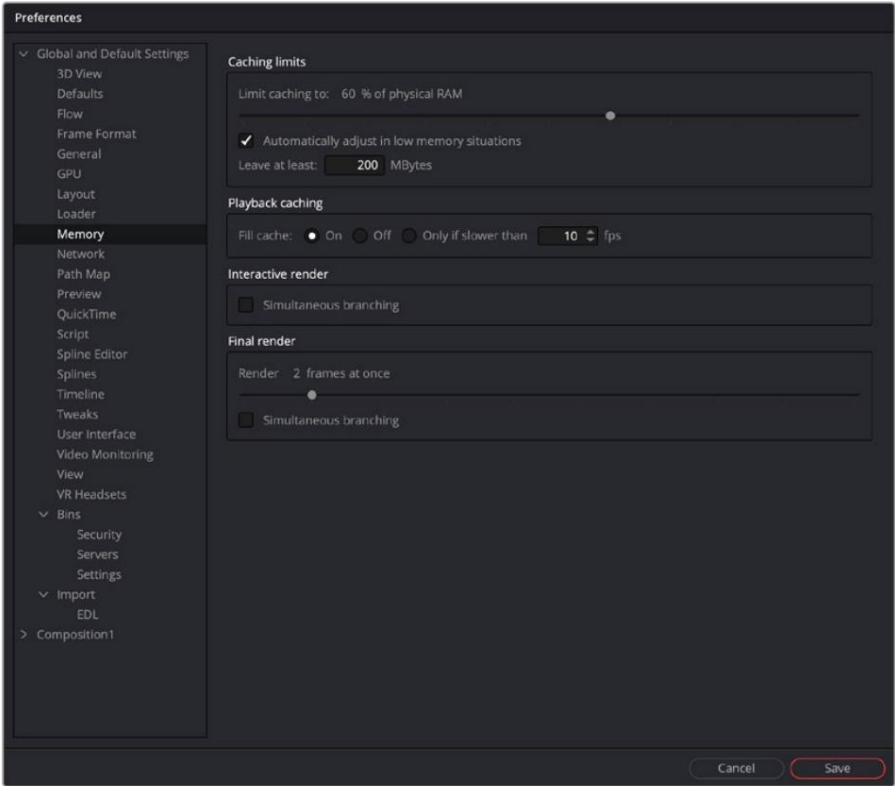 Preferences
Global and Default Settings
3D View
Defaults
Flow
Frame Format
General
GPU
Layout
Loader
Memory
Network
Path Map
Preview
QuickTime
Script
Spline Editor
Splines
Timeline
Tweaks
User Interface
Video Monitoring
View
VR Headsets
Bins
Security
Servers
Settings
Import
EDL
Composition1
Caching limits
Limit caching to: 60 % of physical RAM
Automatically adjust in low memory situations
Leave at least: 200 MBytes
Playback caching
Fill cache: On Off Only if slower than 10 fps
Interactive render
Simultaneous branching
Final render
Render 2 frames at once
Simultaneous branching
Cancel Save